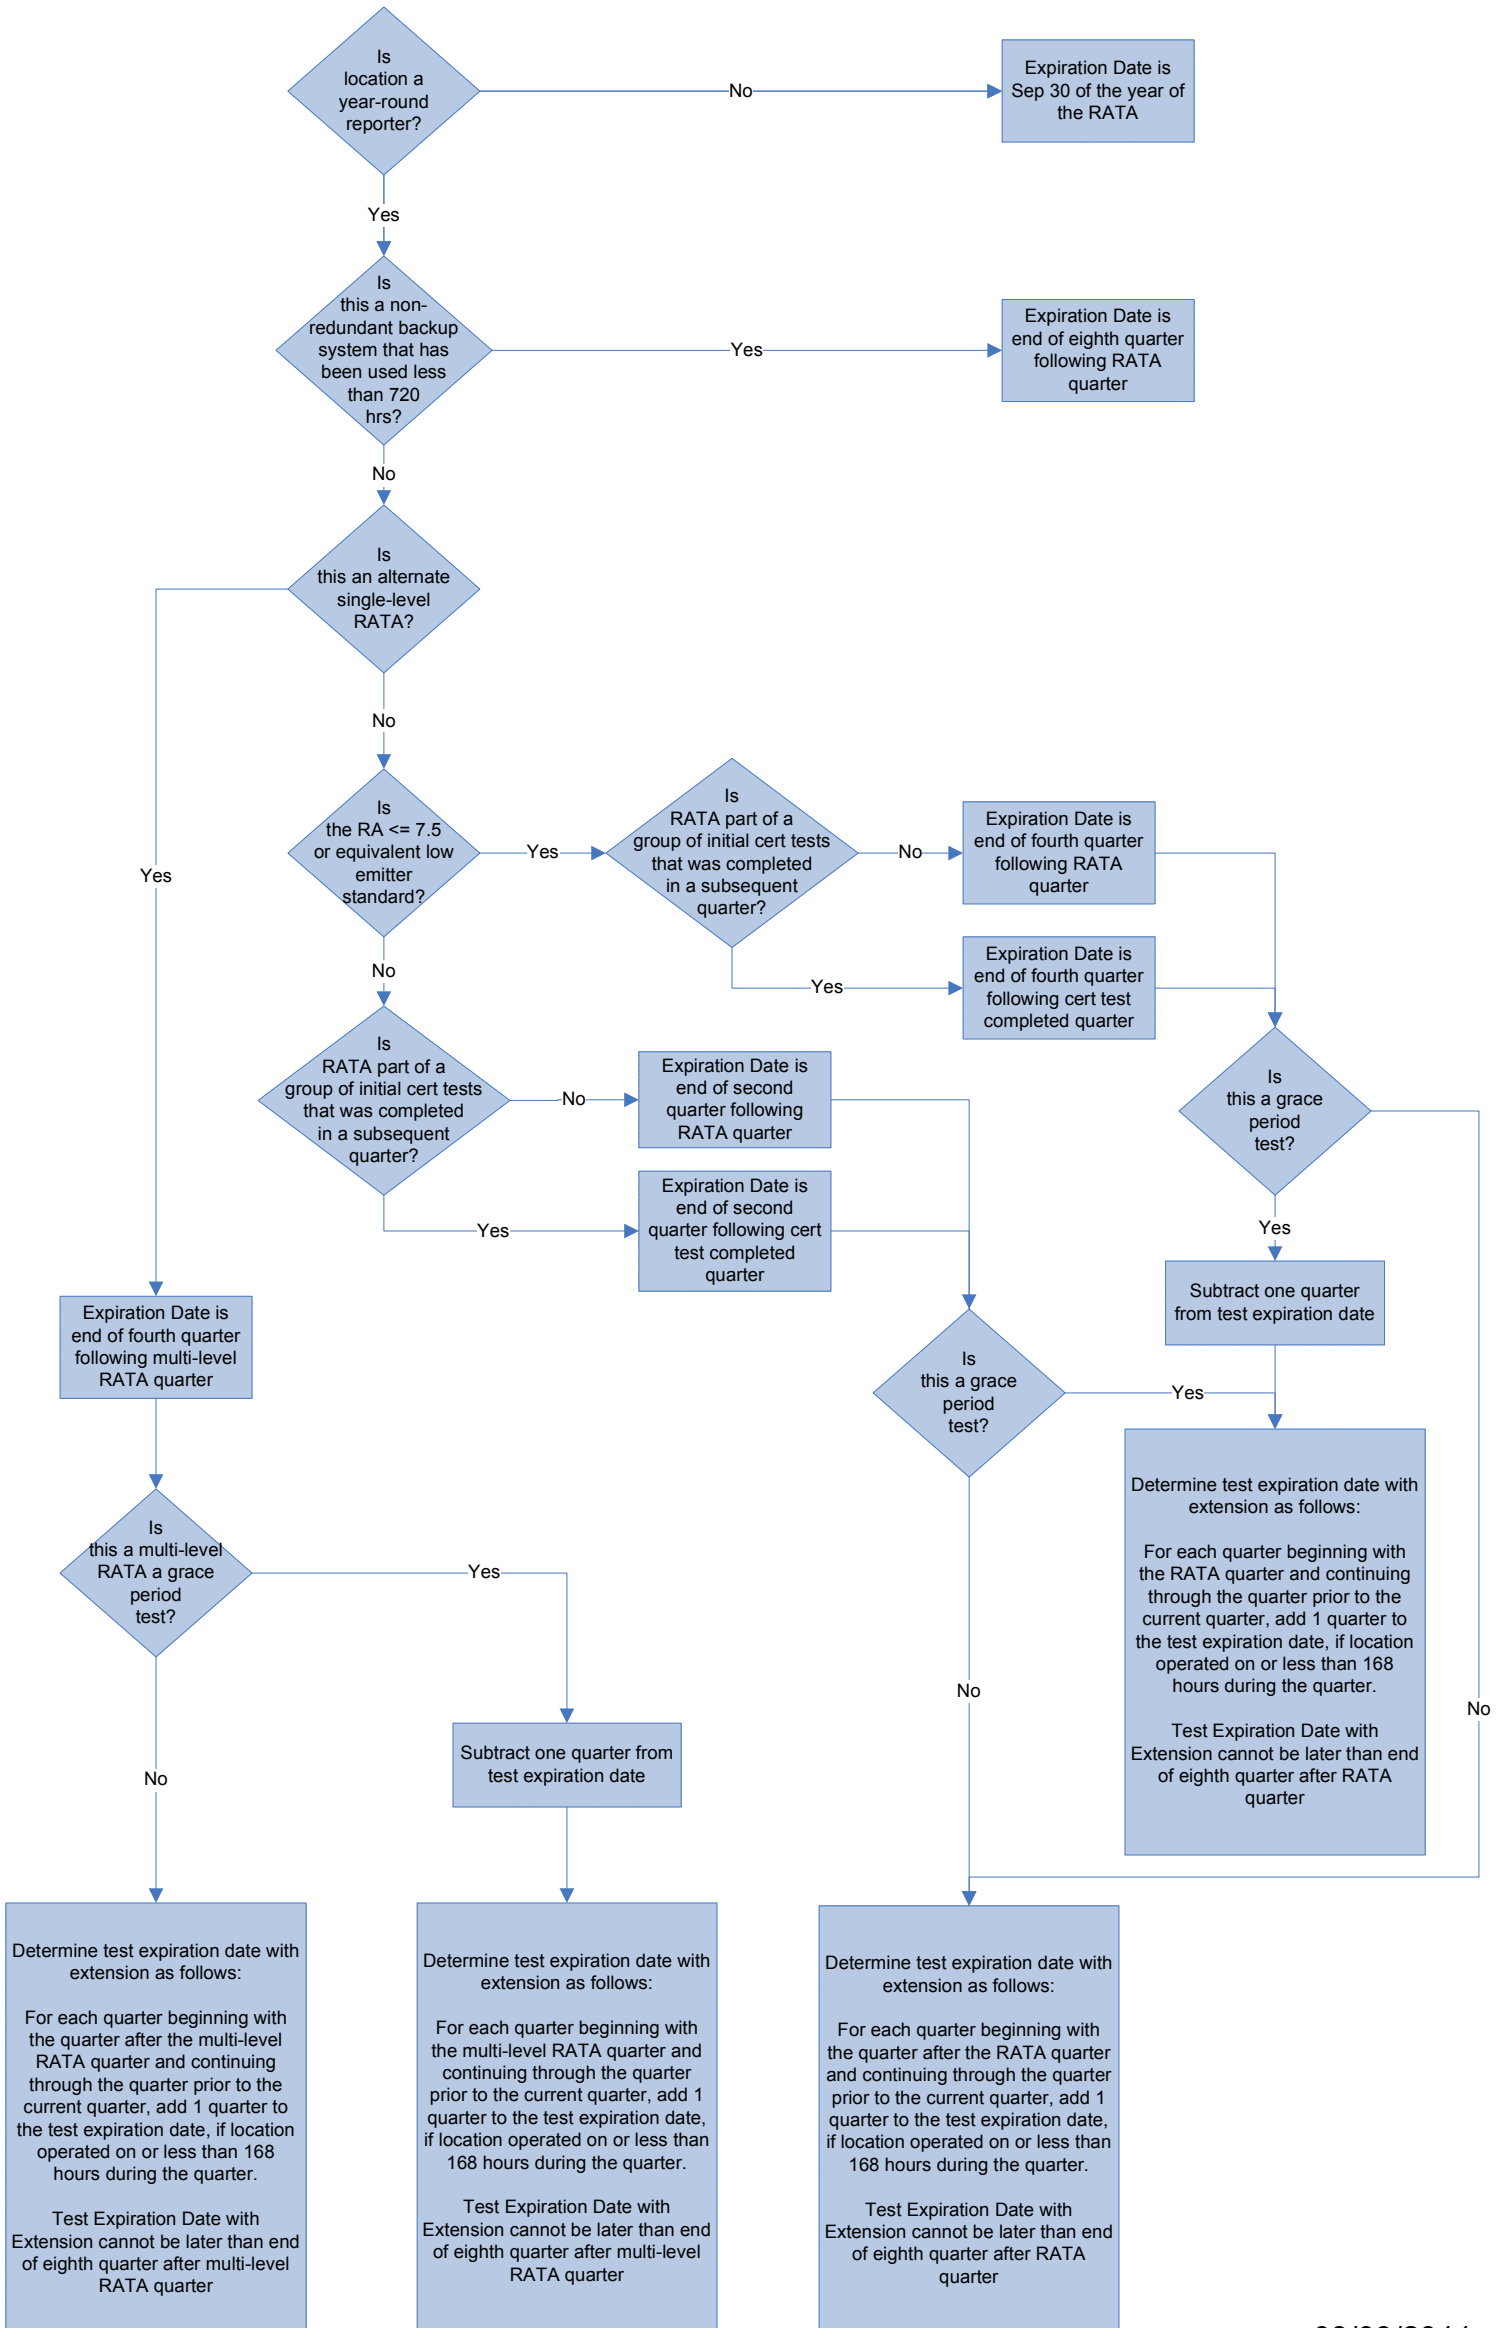 Is
location a
year-round
reporter?
No
Expiration Date is
Sep 30 of the year of
the RATA
Yes
Is
this a non-
redundant backup
system that has
been used less
than 720
hrs?
Yes
Expiration Date is
end of eighth quarter
following RATA
quarter
No
Is
this an alternate
single-level
RATA?
No
Yes
Is
the RA <= 7.5
or equivalent low
emitter
standard?
Yes
Is
RATA part of a
group of initial cert tests
that was completed
in a subsequent
quarter?
No
Expiration Date is
end of fourth quarter
following RATA
quarter
Yes
Expiration Date is
end of fourth quarter
following cert test
completed quarter
No
Is
RATA part of a
group of initial cert tests
that was completed
in a subsequent
quarter?
No
Expiration Date is
end of second
quarter following
RATA quarter
Yes
Expiration Date is
end of second
quarter following cert
test completed
quarter
Is
this a grace
period
test?
Yes
Subtract one quarter
from test expiration date
No
Expiration Date is
end of fourth quarter
following multi-level
RATA quarter
Is
this a grace
period
test?
Yes
No
Determine test expiration date with
extension as follows:
For each quarter beginning with
the RATA quarter and continuing
through the quarter prior to the
current quarter, add 1 quarter to
the test expiration date, if location
operated on or less than 168
hours during the quarter.
Test Expiration Date with
Extension cannot be later than end
of eighth quarter after RATA
quarter
Is
this a multi-level
RATA a grace
period
test?
Yes
Subtract one quarter from
test expiration date
No
Determine test expiration date with
extension as follows:
For each quarter beginning with
the quarter after the multi-level
RATA quarter and continuing
through the quarter prior to the
current quarter, add 1 quarter to
the test expiration date, if location
operated on or less than 168
hours during the quarter.
Test Expiration Date with
Extension cannot be later than end
of eighth quarter after multi-level
RATA quarter
Determine test expiration date with
extension as follows:
For each quarter beginning with
the multi-level RATA quarter and
continuing through the quarter
prior to the current quarter, add 1
quarter to the test expiration date,
if location operated on or less than
168 hours during the quarter.
Test Expiration Date with
Extension cannot be later than end
of eighth quarter after multi-level
RATA quarter
Determine test expiration date with
extension as follows:
For each quarter beginning with
the quarter after the RATA quarter
and continuing through the quarter
prior to the current quarter, add 1
quarter to the test expiration date,
if location operated on or less than
168 hours during the quarter.
Test Expiration Date with
Extension cannot be later than end
of eighth quarter after RATA
quarter